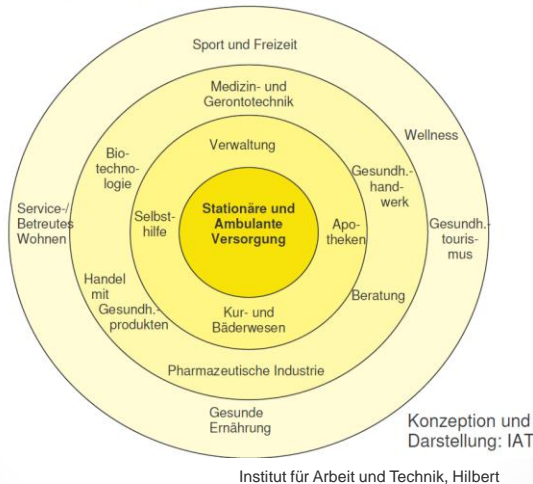 Sport und Freizeit
Medizin- und
Gerontotechnik
Wellness
Verwaltung
Bio-
techno-
logie
Gesundh.-
hand-
werk
Service-/
Betreutes
Wohnen
Selbst-
hilfe
Stationäre und
Ambulante
Versorgung
Apo-
theken
Gesundh.-
touris-
mus
Handel
mit
Gesundh.-
produkten
Beratung
Kur- und
Bäderwesen
Pharmazeutische Industrie
Gesunde
Ernährung
Konzeption und
Darstellung: IAT
Institut für Arbeit und Technik, Hilbert